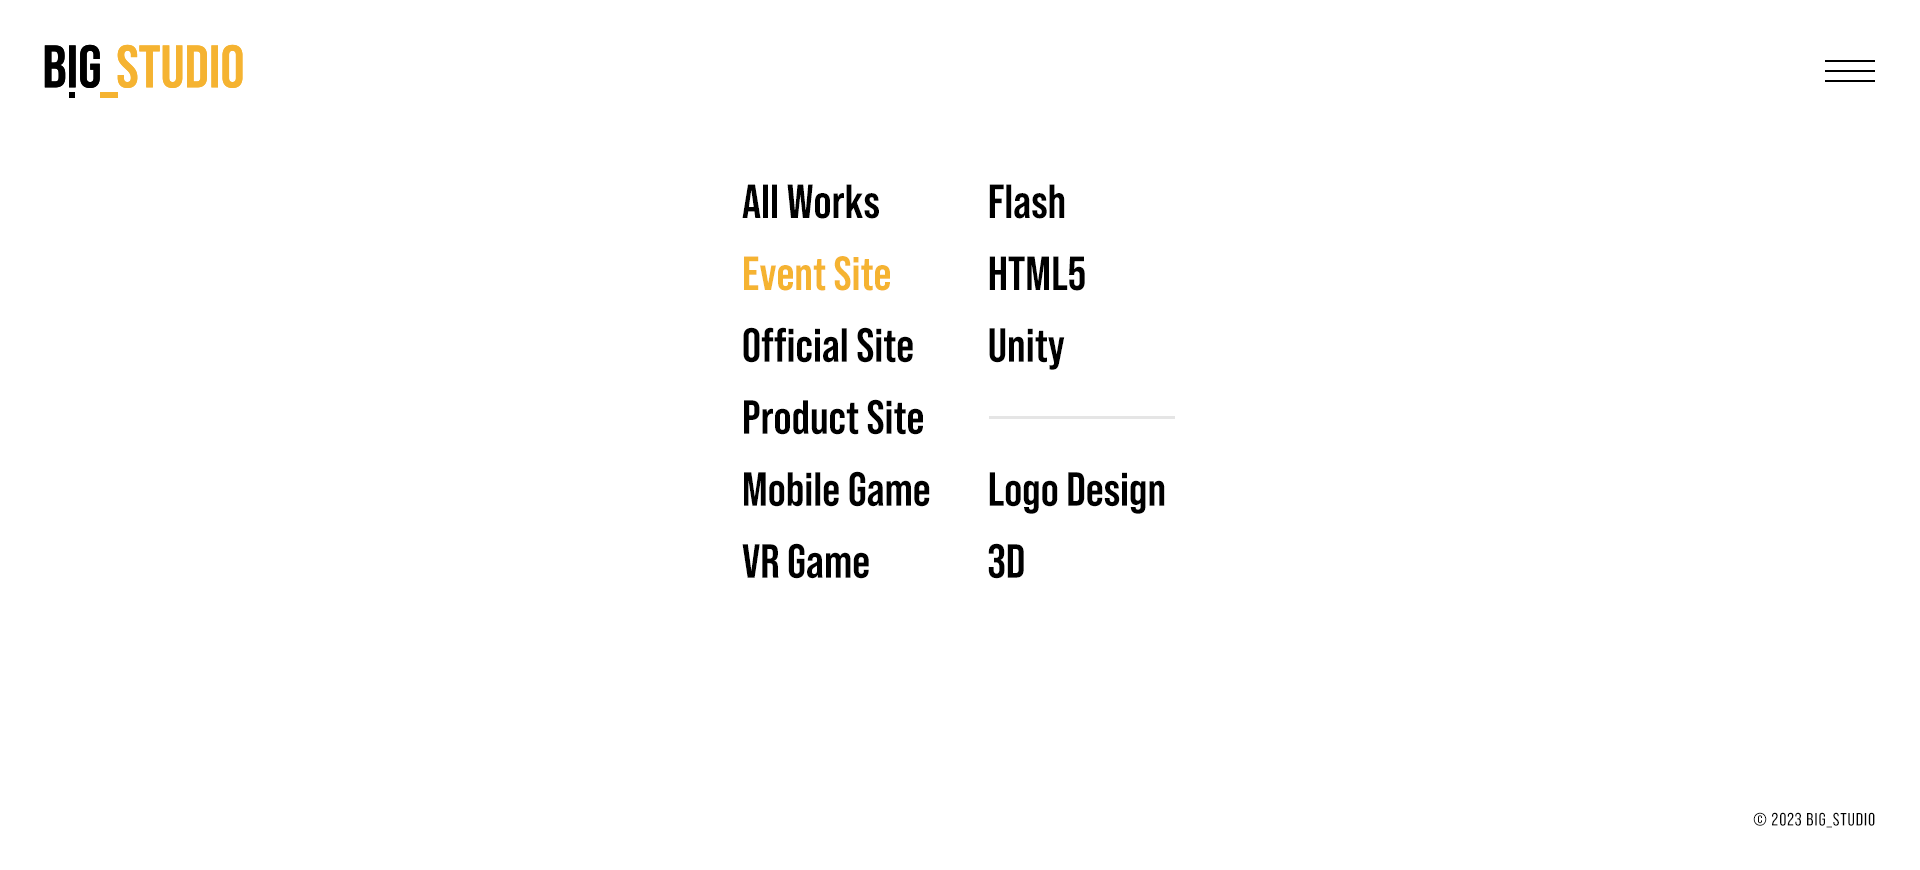 BIG_STUDIO
All Works
Event Site
Official Site
Product Site
Mobile Game
VR Game
Flash
HTML5
Unity
Logo Design
3D
© 2023 BIG_STUDIO